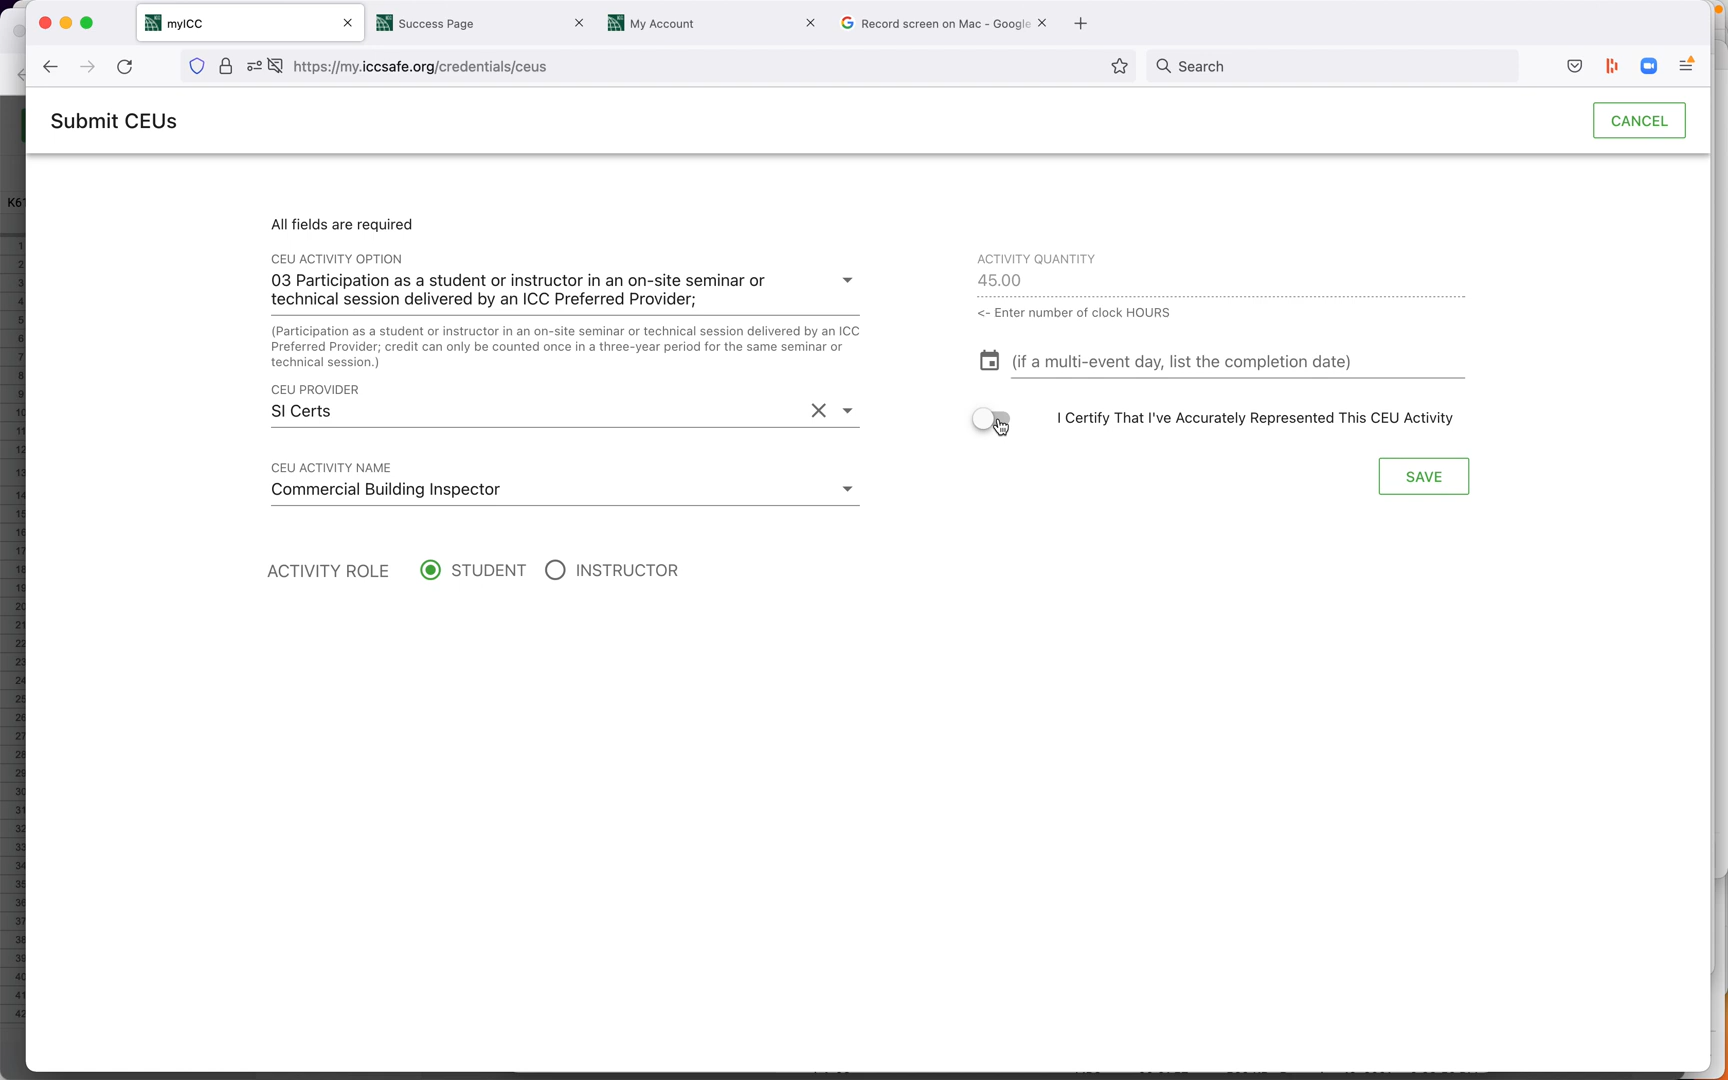 myICC
Success Page
My Account
Record screen on Mac - Google
https://my.iccsafe.org/credentials/ceus
Search
Submit CEUs
CANCEL
All fields are required
CEU ACTIVITY OPTION
03 Participation as a student or instructor in an on-site seminar or
technical session delivered by an ICC Preferred Provider;
(Participation as a student or instructor in an on-site seminar or technical session delivered by an ICC
Preferred Provider; credit can only be counted once in a three-year period for the same seminar or
technical session.)
CEU PROVIDER
SI Certs
CEU ACTIVITY NAME
Commercial Building Inspector
ACTIVITY ROLE STUDENT INSTRUCTOR
ACTIVITY QUANTITY
45.00
<- Enter number of clock HOURS
(if a multi-event day, list the completion date)
I Certify That I've Accurately Represented This CEU Activity
SAVE